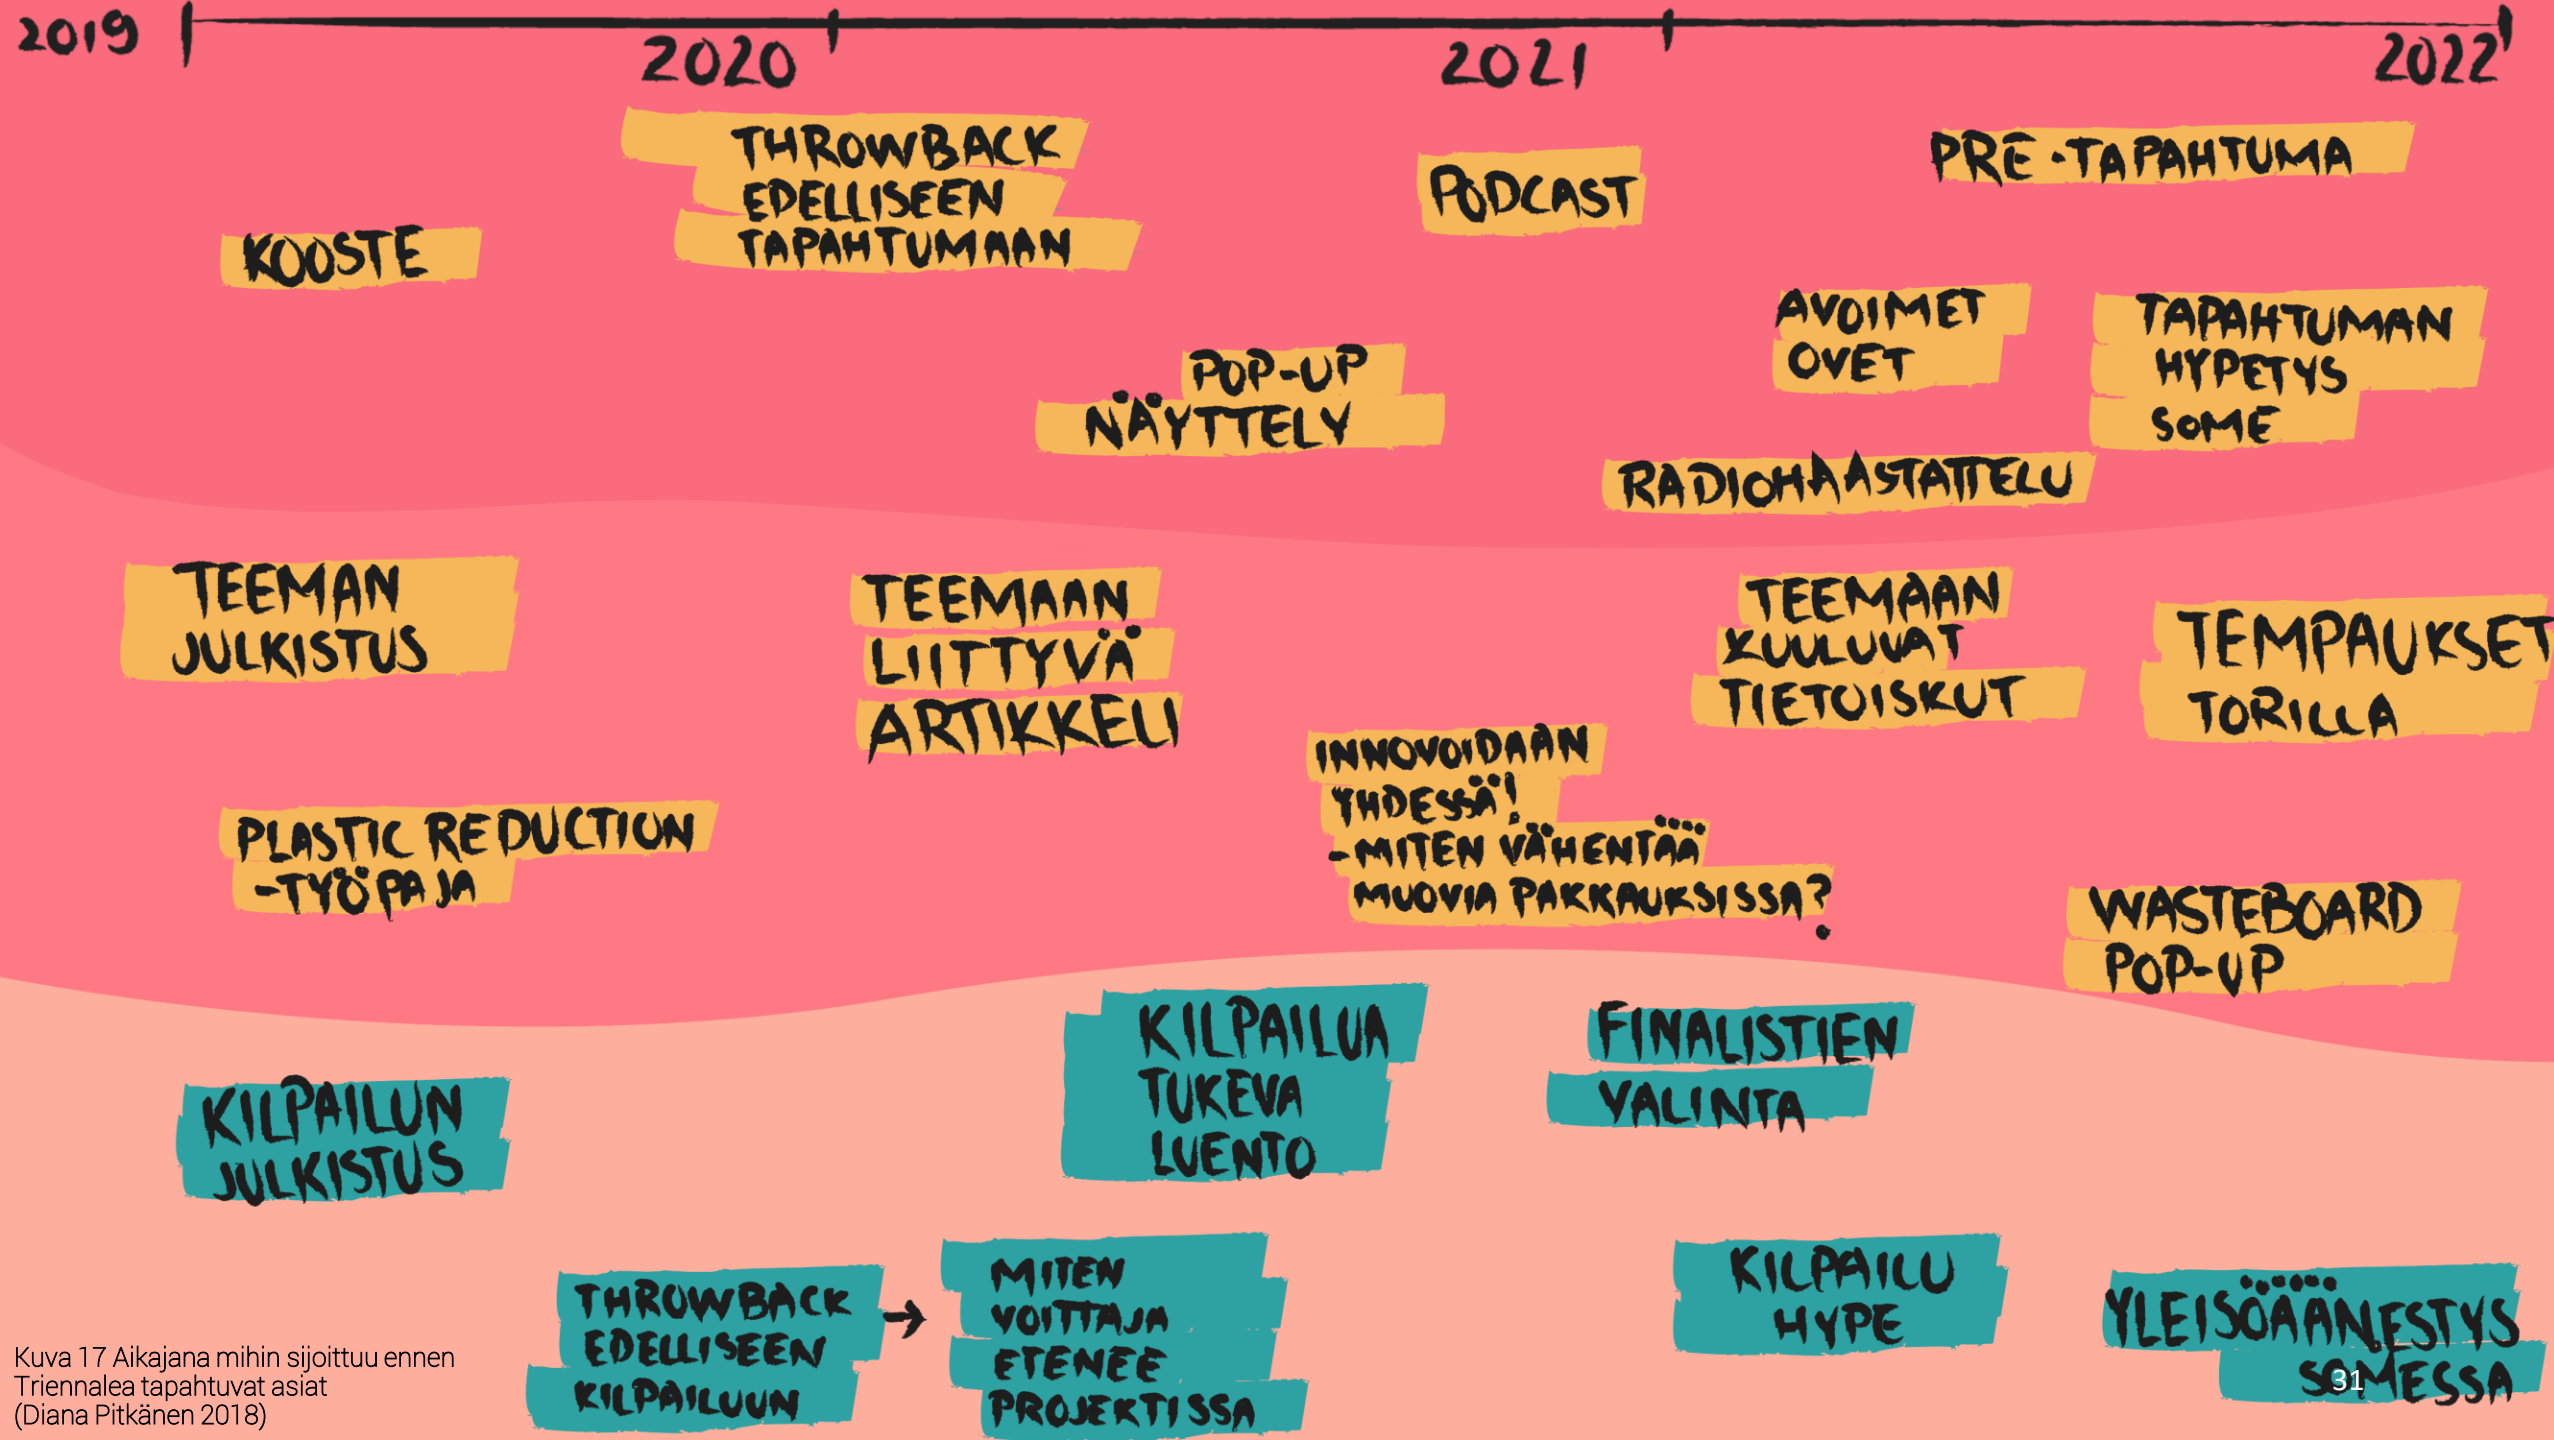 2019
2020
2021
2022
THROWBACK
EDELLISEEN
TAPAHTUMAAN
PODCAST
PRE-TAPAHTUMA
KOOSTE
AVOIMET
OVET
TAPAHTUMAN
HYPETYS
SOME
POP-UP
NÄYTTELY
RADIOHAASTATTELU
TEEMAN
JULKISTUS
TEEMAAN
LIITTYVÄ
ARTIKKELI
TEEMAAN
KUULUVAT
TIETOISKUT
TEMPAUKSET
TORILLA
INNOVOIDAAN
YHDESSÄ!
-MITEN VÄHENTÄÄ
MUOVIA PAKKAUKSISSA?
PLASTIC REDUCTION
-TYÖPAJA
WASTEBOARD
POP-UP
KILPAILUN
JULKISTUS
KILPAILUA
TUKEVA
LUENTO
FINALISTIEN
VALINTA
THROWBACK
EDELLISEEN
KILPAILUUN
→
MITEN
VOITTAJA
ETENEE
PROJEKTISSA
KILPAILU
HYPE
YLEISÖÄÄNESTYS
SOMESSA
31
Kuva 17 Aikajana mihin sijoittuu ennen
Triennalea tapahtuvat asiat
(Diana Pitkänen 2018)